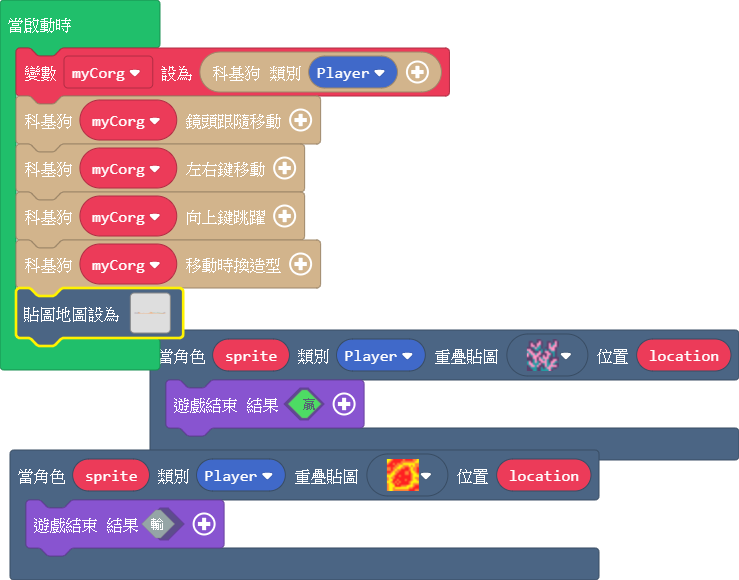 當啟動時
變數 myCorg 設為 科基狗 類別 Player
科基狗 myCorg 鏡頭跟隨移動
科基狗 myCorg 左右鍵移動
科基狗 myCorg 向上鍵跳躍
科基狗 myCorg 移動時換造型
貼圖地圖設為
當角色 sprite 類別 Player 重疊貼圖 位置 location
遊戲結束 結果 贏
當角色 sprite 類別 Player 重疊貼圖 位置 location
遊戲結束 結果 輸